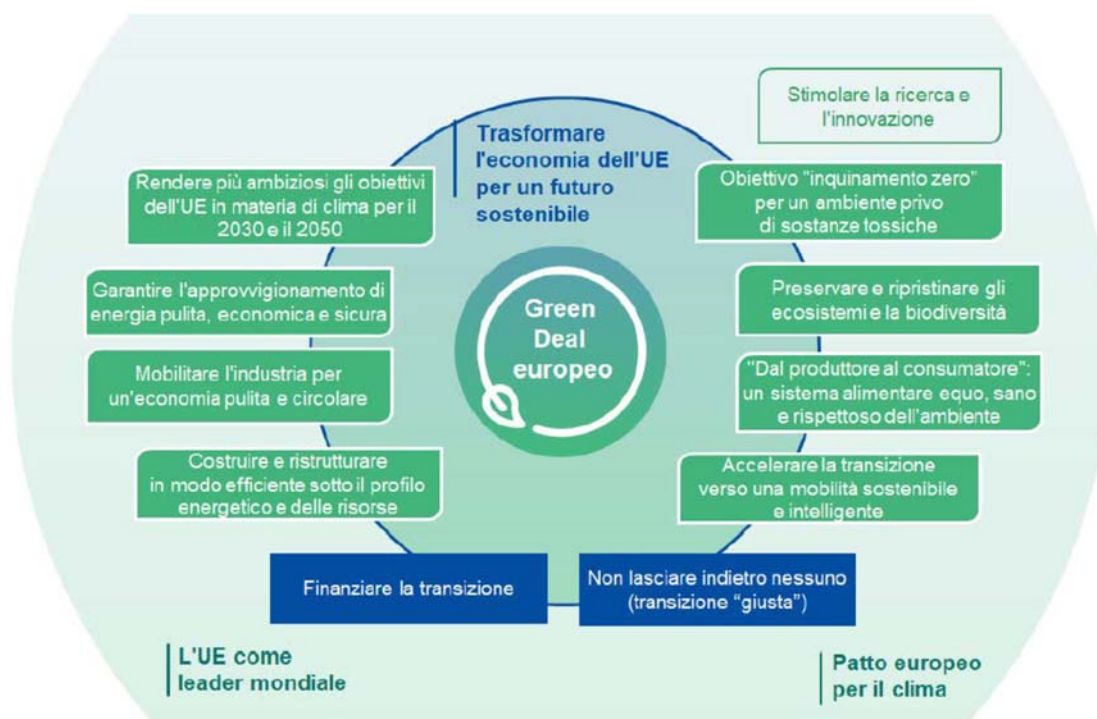 Stimolare la ricerca e
l'innovazione
Trasformare
l'economia dell'UE
per un futuro
sostenibile
Rendere più ambiziosi gli obiettivi
dell'UE in materia di clima per il
2030 e il 2050
Obiettivo "inquinamento zero"
per un ambiente privo
di sostanze tossiche
Garantire l'approvvigionamento di
energia pulita, economica e sicura
Green
Deal
europeo
Preservare e ripristinare gli
ecosistemi e la biodiversità
Mobilitare l'industria per
un'economia pulita e circolare
"Dal produttore al consumatore":
un sistema alimentare equo, sano
e rispettoso dell'ambiente
Costruire e ristrutturare
in modo efficiente sotto il profilo
energetico e delle risorse
Accelerare la transizione
verso una mobilità sostenibile
e intelligente
Finanziare la transizione
Non lasciare indietro nessuno
(transizione "giusta")
L'UE come
leader mondiale
Patto europeo
per il clima